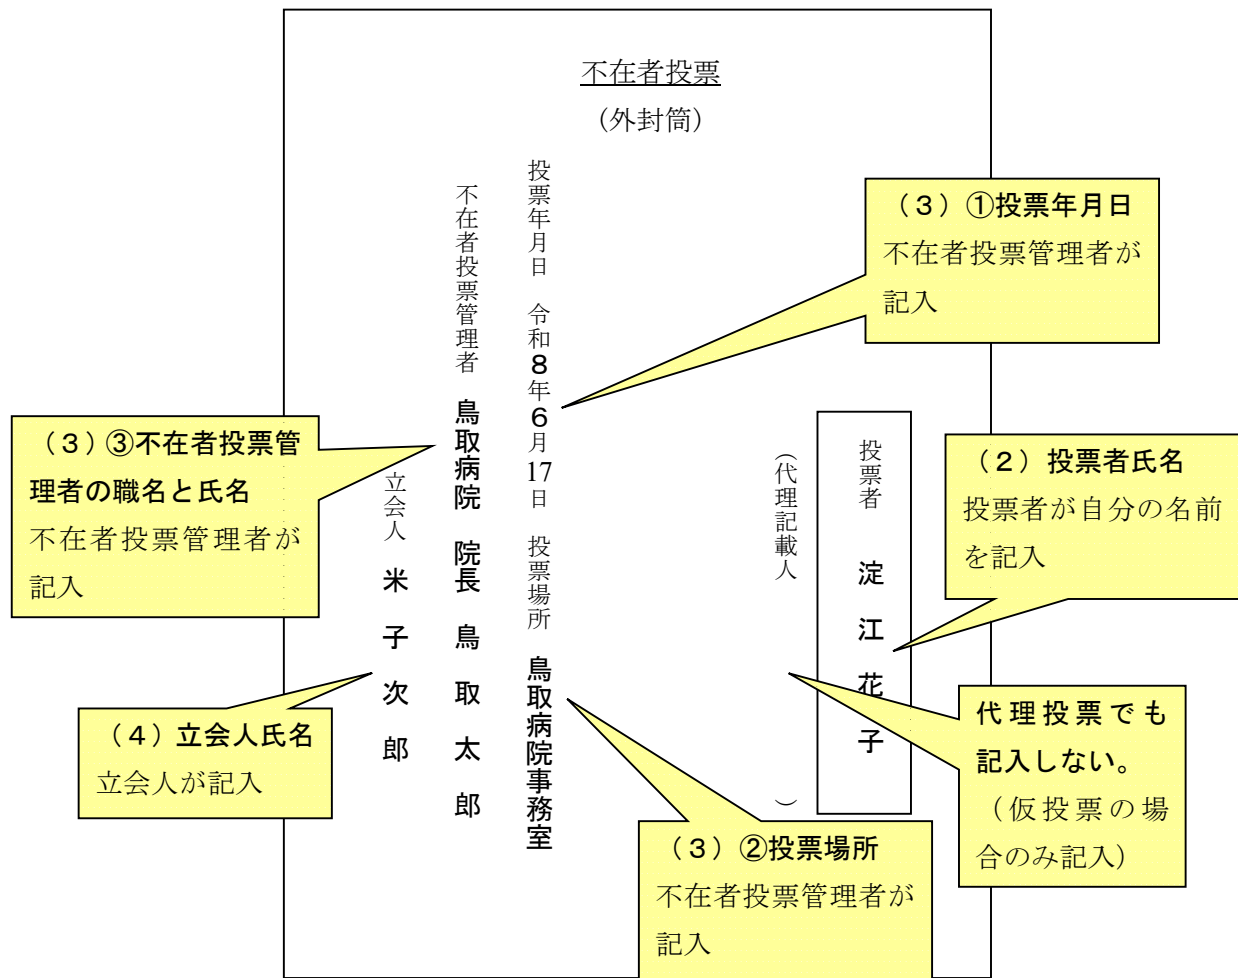 不在者投票
（外封筒）
投票者　淀江花子
（代理記載人　　　）
投票年月日　令和８年６月17日　投票場所　鳥取病院事務室
不在者投票管理者　鳥取病院　院長　鳥取太郎
立会人　米子次郎
（３）①投票年月日
不在者投票管理者が
記入
（２）投票者氏名
投票者が自分の名前
を記入
（３）③不在者投票管
理者の職名と氏名
不在者投票管理者が
記入
（４）立会人氏名
立会人が記入
代理投票でも
記入しない。
（仮投票の場
合のみ記入）
（３）②投票場所
不在者投票管理者が
記入